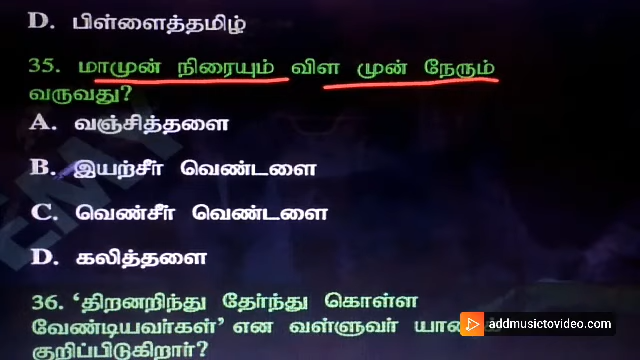 D. பிள்ளைத்தமிழ்
35. மாமுன் நிரையும் விள முன் நேரும்
வருவது?
A. வஞ்சித்தளை
B. இயற்சீர் வெண்டளை
C. வெண்சீர் வெண்டளை
D. கலித்தளை
36. ‘திறனறிந்து தேர்ந்து கொள்ள
வேண்டியவர்கள்’ என வள்ளுவர்
குறிப்பிடுகிறார்?
addmusictovideo.com